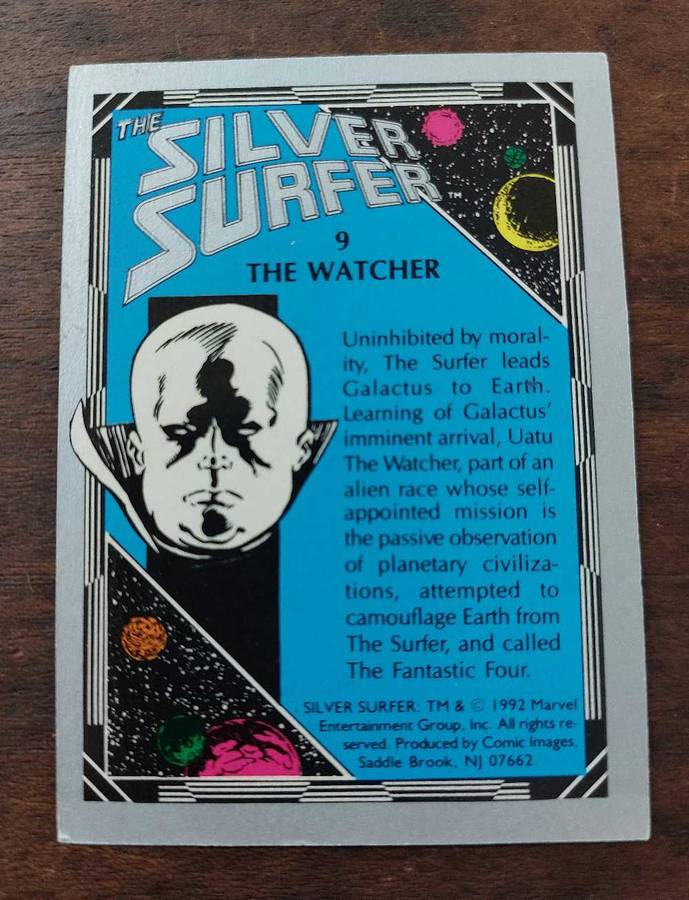 THE
SILVER
SURFER™
9
THE WATCHER
Uninhibited by moral-
ity, The Surfer leads
Galactus to Earth.
Learning of Galactus'
imminent arrival, Uatu
The Watcher, part of an
alien race whose self-
appointed mission is
the passive observation
of planetary civiliza-
tions, attempted to
camouflage Earth from
The Surfer, and called
The Fantastic Four.
SILVER SURFER: TM & © 1992 Marvel
Entertainment Group, Inc. All rights re-
served. Produced by Comic Images,
Saddle Brook, NJ 07662.